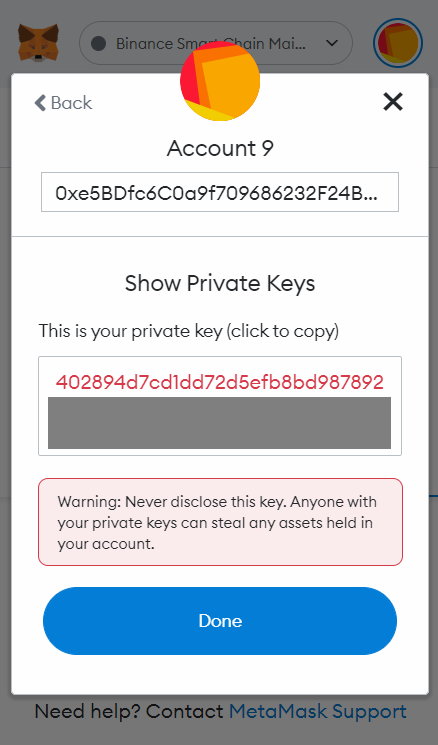 Binance Smart Chain Mai...
Back
Account 9
0xe5BDfc6C0a9f709686232F24B...
Show Private Keys
This is your private key (click to copy)
402894d7cd1dd72d5efb8bd987892
Warning: Never disclose this key. Anyone with
your private keys can steal any assets held in
your account.
Done
Need help? Contact MetaMask Support